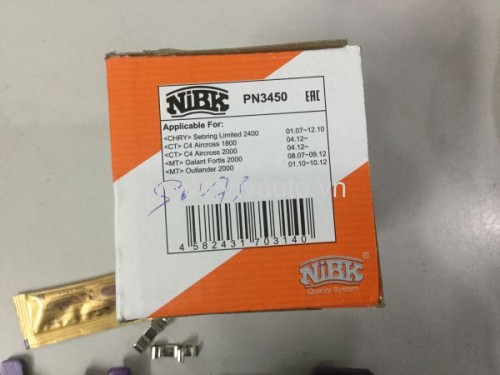 NiBK PN3450 EAC
Applicable For:
<CHRY> Sebring Limited 2400 01.07~12.10
<CT> C4 Aircross 1800 04.12~
<CT> C4 Aircross 2000 04.12~
<MT> Galant Fortis 2000 08.07~09.12
<MT> Outlander 2000 01.10~10.12
auto.vn
4 582431 703140
NiBK ®
Quality System